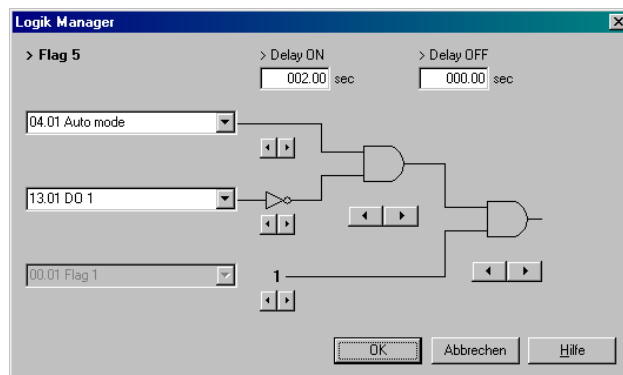 Logik Manager
> Flag 5
> Delay ON
> Delay OFF
002.00 sec
000.00 sec
04.01 Auto mode
13.01 DO 1
00.01 Flag 1
1
OK
Abbrechen
Hilfe